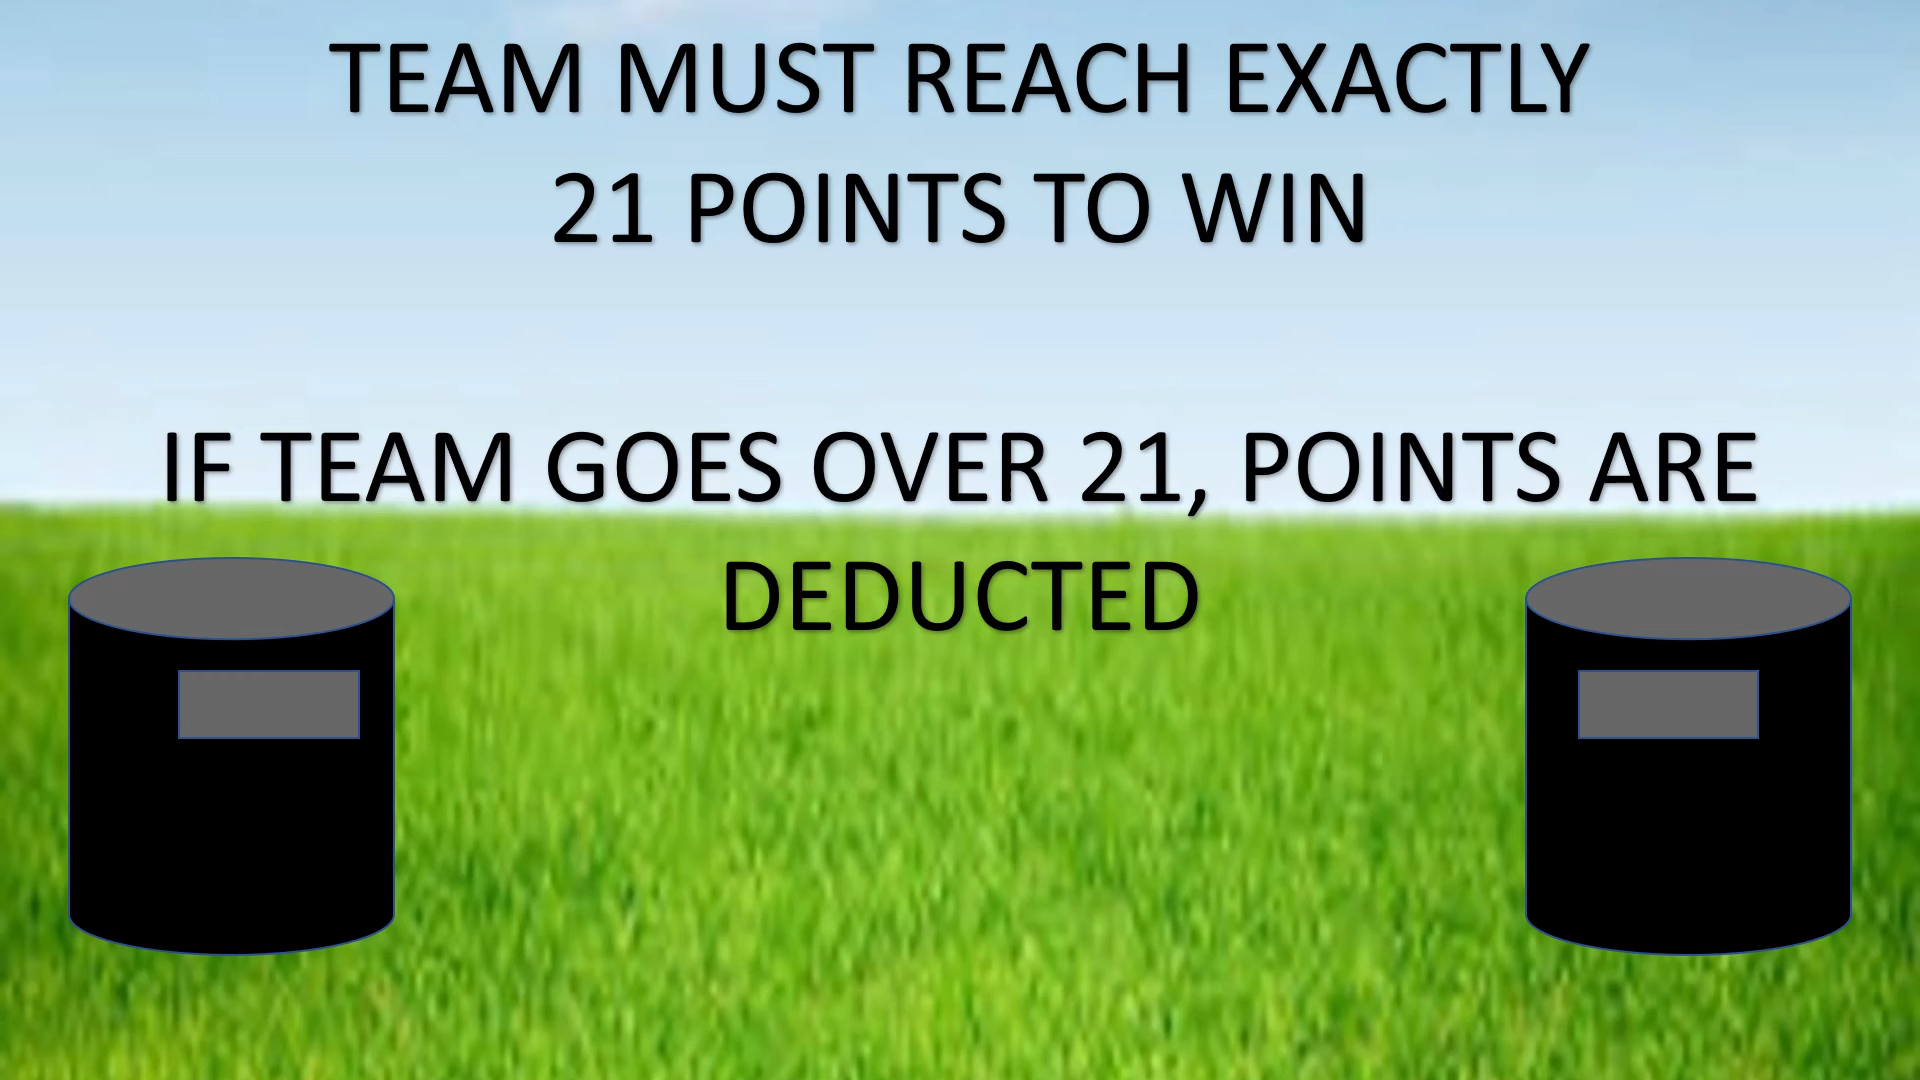 TEAM MUST REACH EXACTLY
21 POINTS TO WIN
IF TEAM GOES OVER 21, POINTS ARE
DEDUCTED